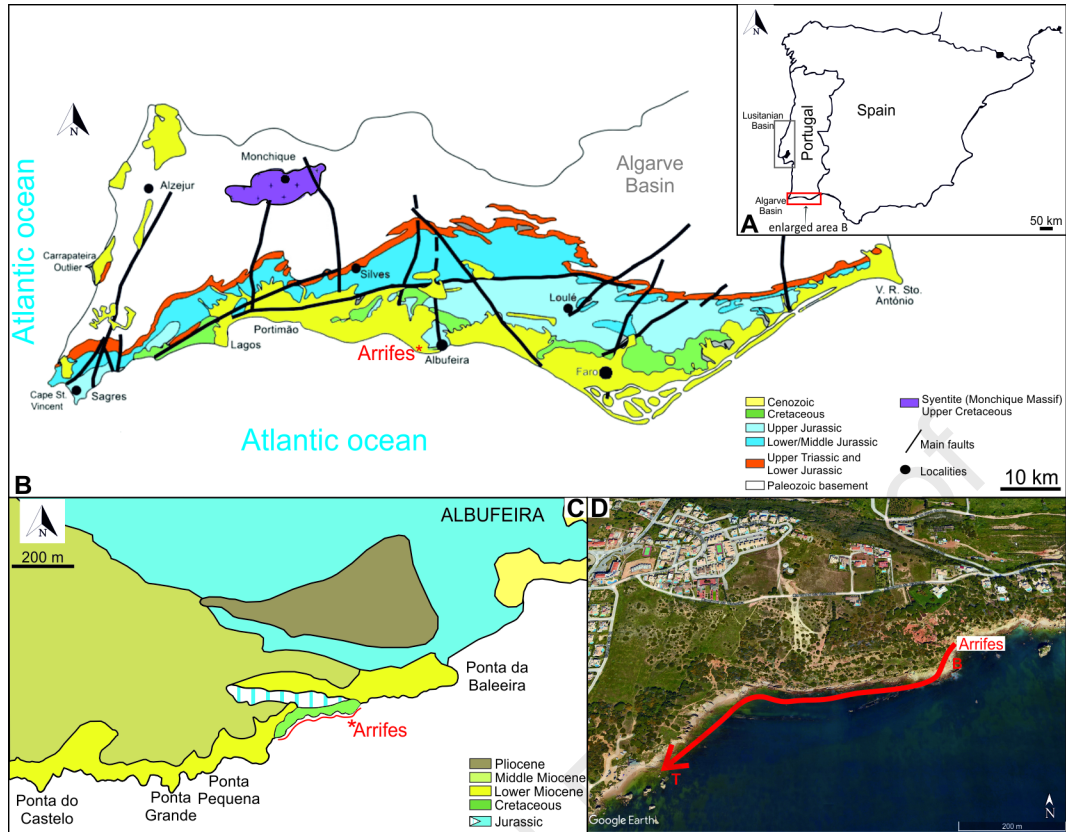 N
Lusitanian
Basin
Portugal
Spain
Algarve
Basin
enlarged area B
A
50 km
N
Atlantic ocean
Monchique
Alzejur
Algarve
Basin
Carrapateira
Outlier
Silves
Loulé
V. R. Sto.
António
Portimão
Lagos
Arrifes*
Albufeira
Faro
Cape St.
Vincent
Sagres
Atlantic ocean
Cenozoic
Cretaceous
Upper Jurassic
Lower/Middle Jurassic
Upper Triassic and
Lower Jurassic
Paleozoic basement
Syentite (Monchique Massif)
Upper Cretaceous
Main faults
Localities
10 km
B
N
200 m
ALBUFEIRA
C
Ponta da
Baleeira
*Arrifes
Ponta
Pequena
Ponta
Grande
Ponta do
Castelo
Pliocene
Middle Miocene
Lower Miocene
Cretaceous
Jurassic
D
Arrifes
B
T
Google Earth
N
200 m
of